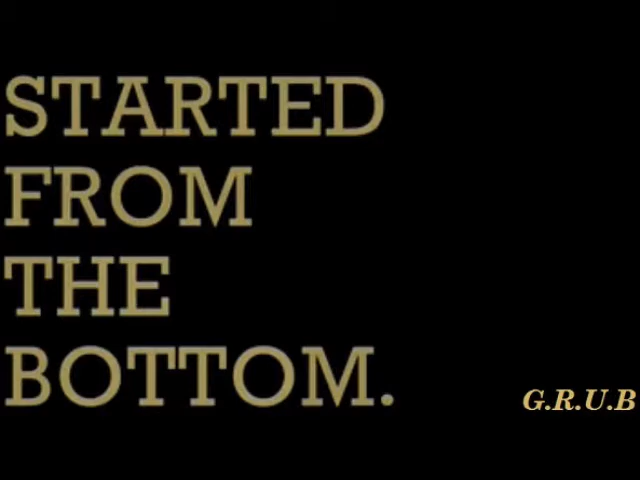 STARTED
FROM
THE
BOTTOM.
G.R.U.B